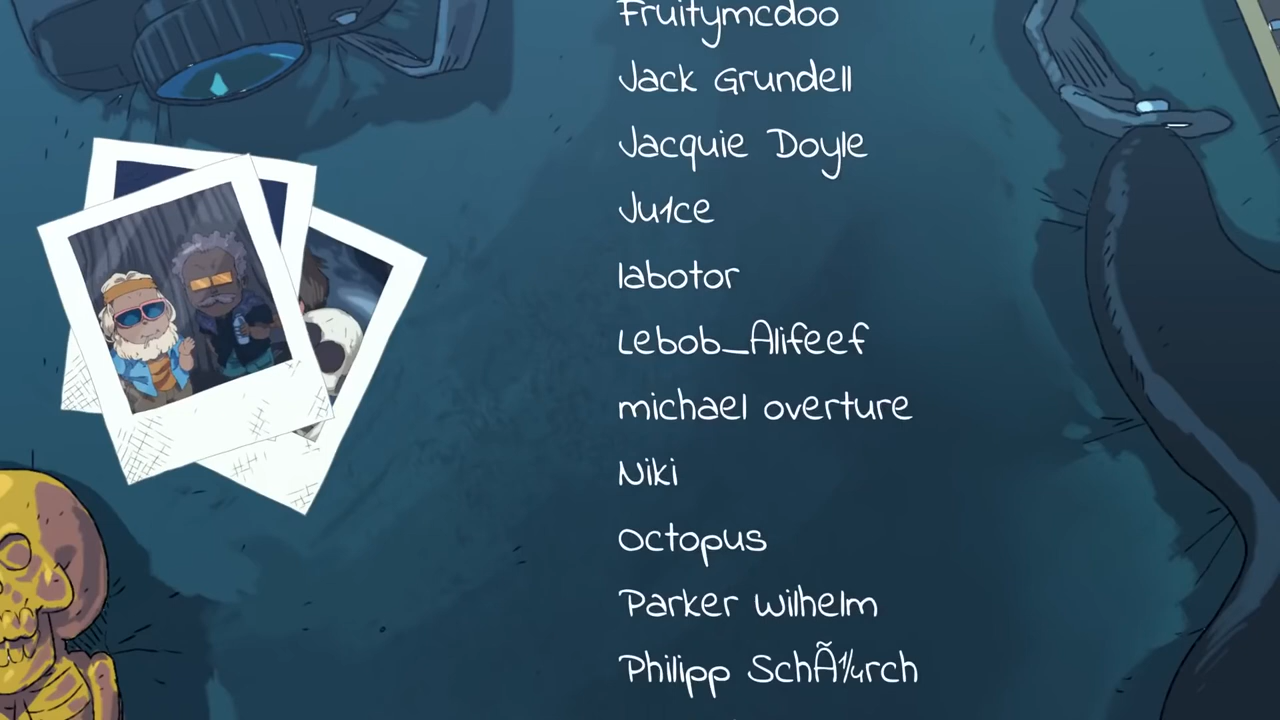 Fruitymcdoo
Jack Grundell
Jacquie Doyle
Ju1ce
labotor
Lebob_Alifeef
michael overture
Niki
Octopus
Parker Wilhelm
Philipp SchÃ¼rch